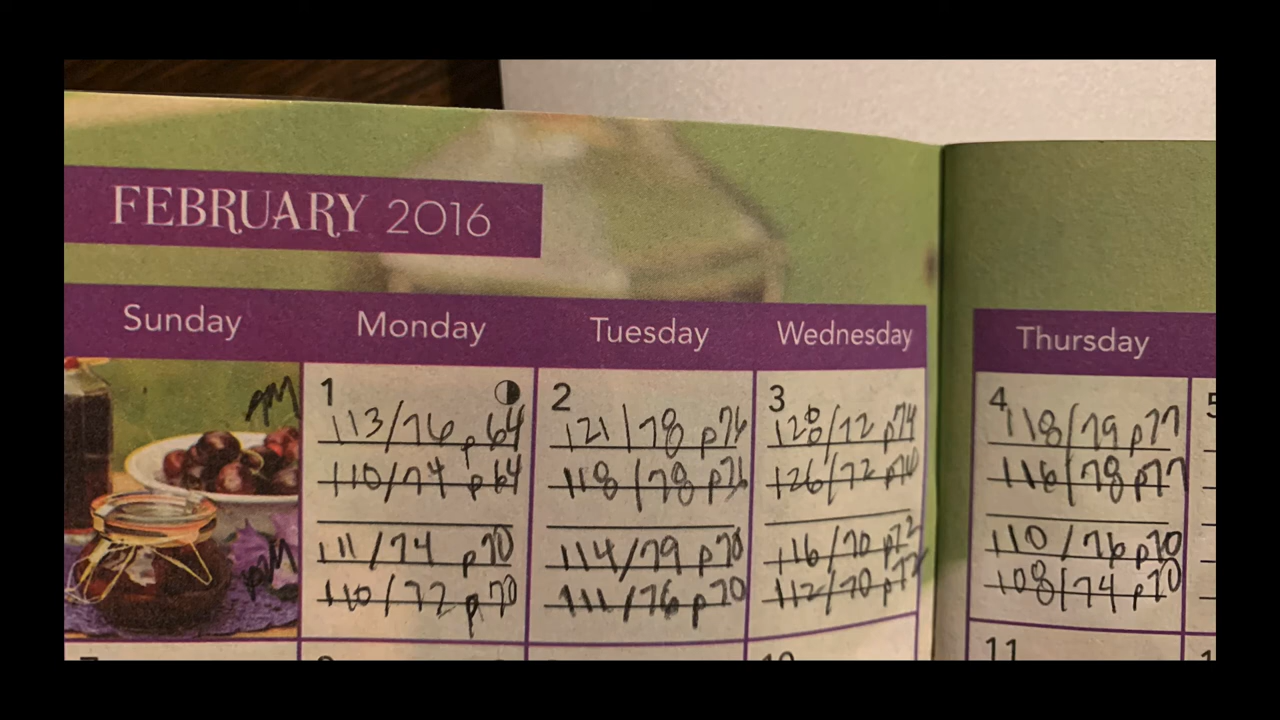 FEBRUARY 2016
Sunday Monday Tuesday Wednesday Thursday
AM
1 2 3 4 5
113/76 p64 121/78 p76 /72 p74 118/79 p77
110/74 p64 118/78 p76 126/72 p74 116/78 p77
PM
111/74 p70 114/79 p70 116/70 p72 110/76 p70
110/72 p70 111/76 p70 112/70 p72 108/74 p70
11